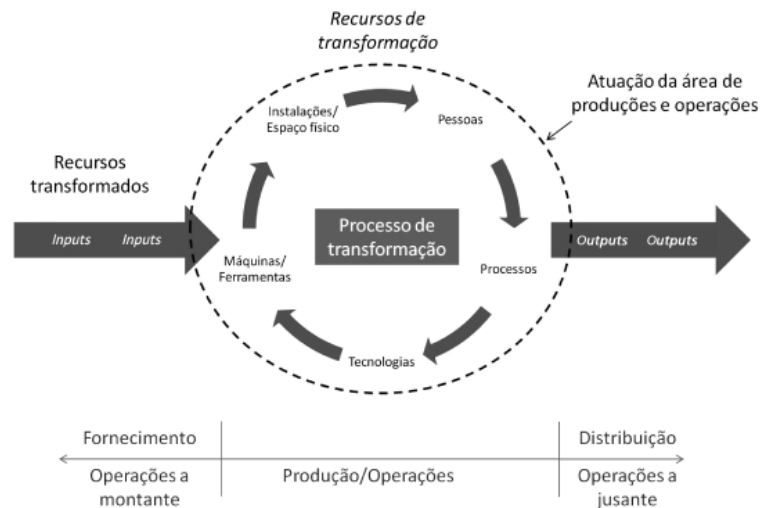 Recursos de
transformação
Atuação da área de
produções e operações
Instalações/
Espaço físico
Pessoas
Recursos
transformados
Inputs Inputs
Processo de
transformação
Outputs Outputs
Máquinas/
Ferramentas
Processos
Tecnologias
Fornecimento
Distribuição
Operações a
montante
Produção/Operações
Operações a
jusante